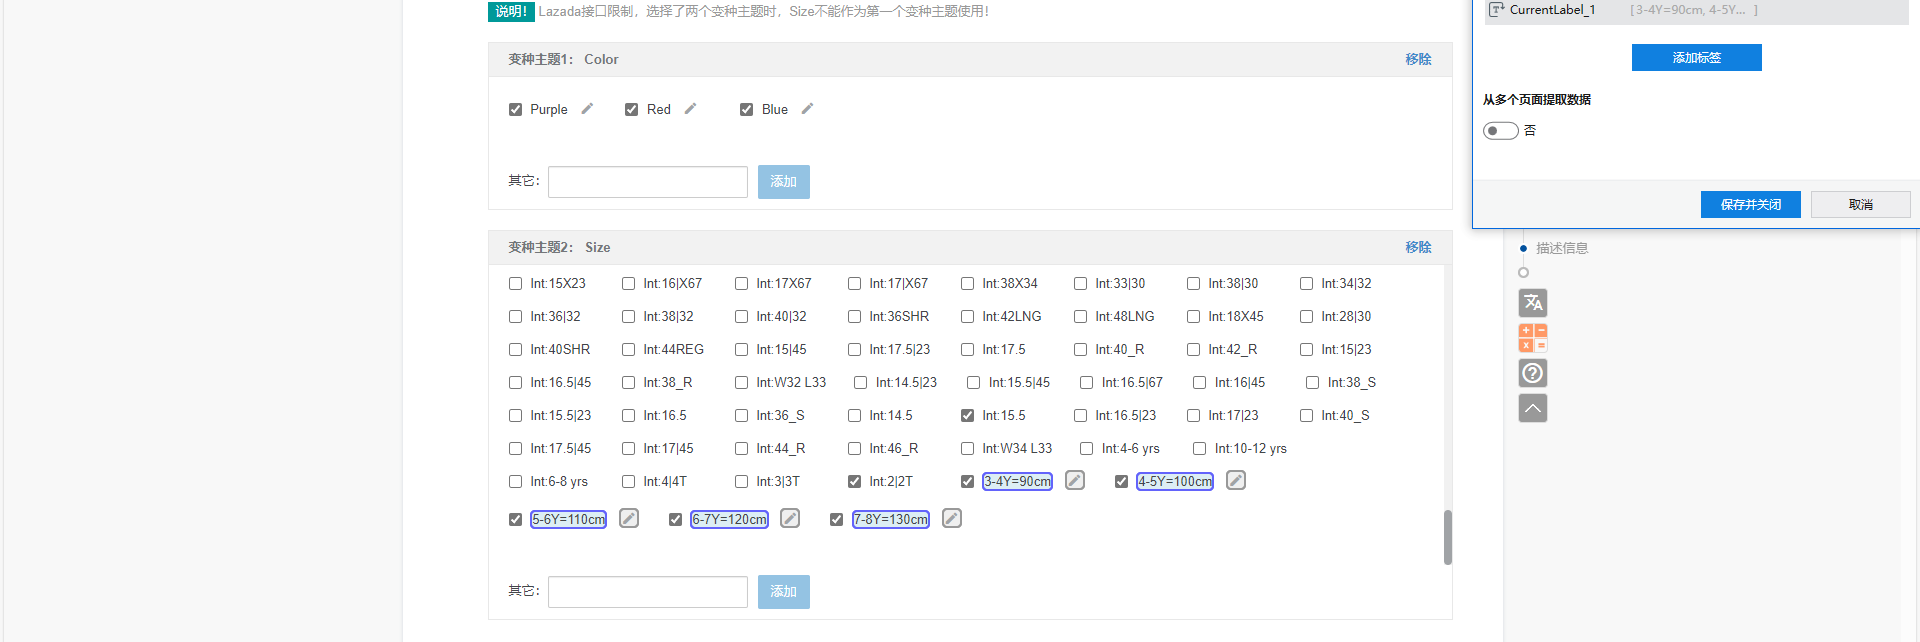 说明! Lazada接口限制，选择了两个变种主题时，Size不能作为第一个变种主题使用！
变种主题1： Color 移除
Purple Red Blue
其它： 添加
变种主题2： Size 移除
Int:15X23 Int:16|X67 Int:17X67 Int:17|X67 Int:38X34 Int:33|30 Int:38|30 Int:34|32
Int:36|32 Int:38|32 Int:40|32 Int:36SHR Int:42LNG Int:48LNG Int:18X45 Int:28|30
Int:40SHR Int:44REG Int:15|45 Int:17.5|23 Int:17.5 Int:40_R Int:42_R Int:15|23
Int:16.5|45 Int:38_R Int:W32 L33 Int:14.5|23 Int:15.5|45 Int:16.5|67 Int:16|45 Int:38_S
Int:15.5|23 Int:16.5 Int:36_S Int:14.5 Int:15.5 Int:16.5|23 Int:17|23 Int:40_S
Int:17.5|45 Int:17|45 Int:44_R Int:46_R Int:W34 L33 Int:4-6 yrs Int:10-12 yrs
Int:6-8 yrs Int:4|4T Int:3|3T Int:2|2T 3-4Y=90cm 4-5Y=100cm
5-6Y=110cm 6-7Y=120cm 7-8Y=130cm
其它： 添加
CurrentLabel_1 [3-4Y=90cm, 4-5Y... ]
添加标签
从多个页面提取数据
否
保存并关闭 取消
描述信息